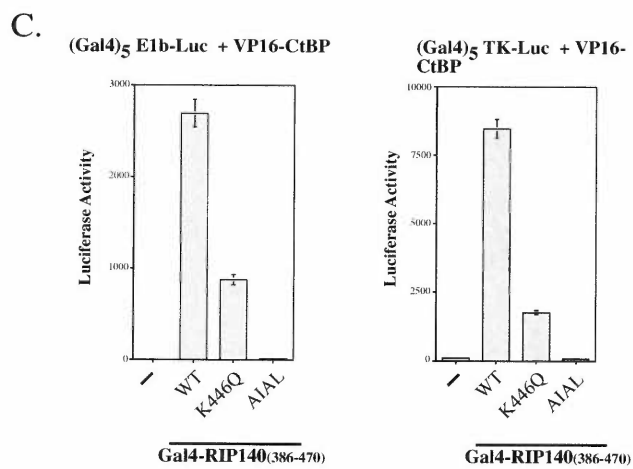 C.
(Gal4)5 E1b-Luc + VP16-CtBP
Luciferase Activity
3000
2000
1000
0
–
WT
K446Q
AIAL
Gal4-RIP140(386-470)
(Gal4)5 TK-Luc + VP16-
CtBP
Luciferase Activity
10000
7500
5000
2500
0
–
WT
K446Q
AIAL
Gal4-RIP140(386-470)